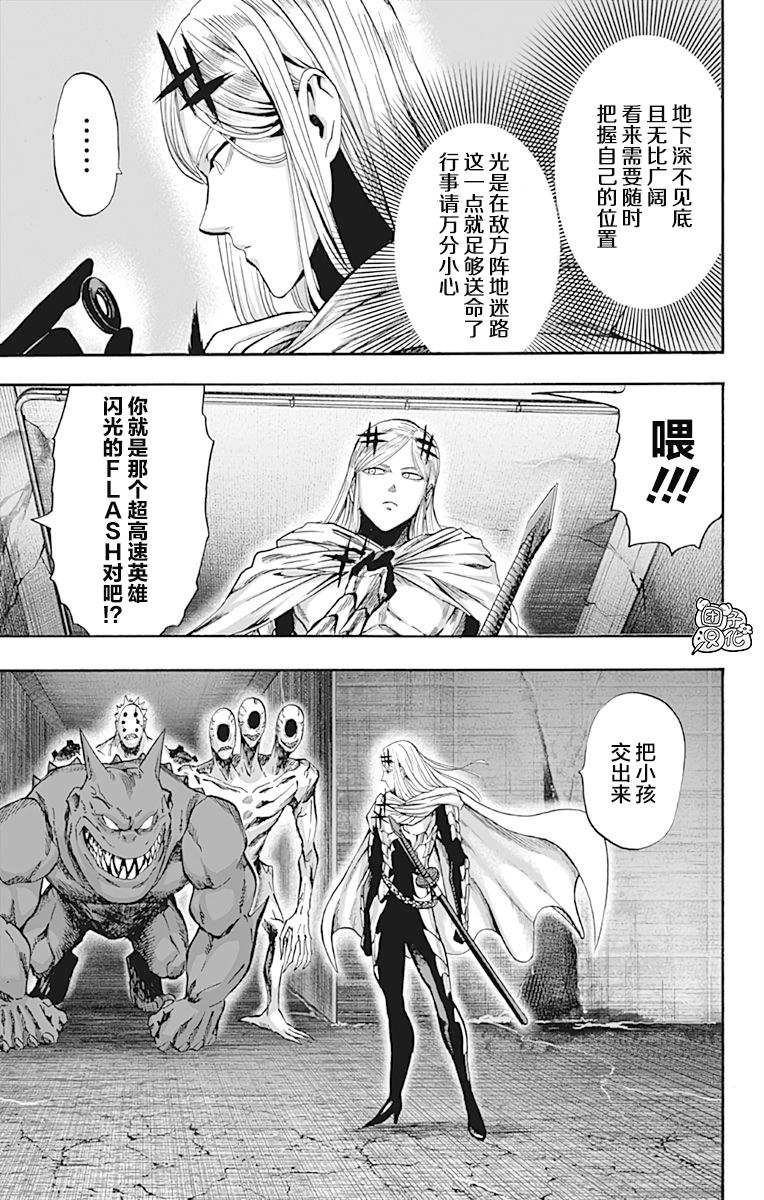 地下深不见底
且无比广阔
看来需要随时
把握自己的位置
光是在敌方阵地迷路
这一点就足够送命了
行事请万分小心
……
喂!!!
你就是那个超高速英雄
闪光的FLASH对吧!?
团子
汉化
把小孩
交出来